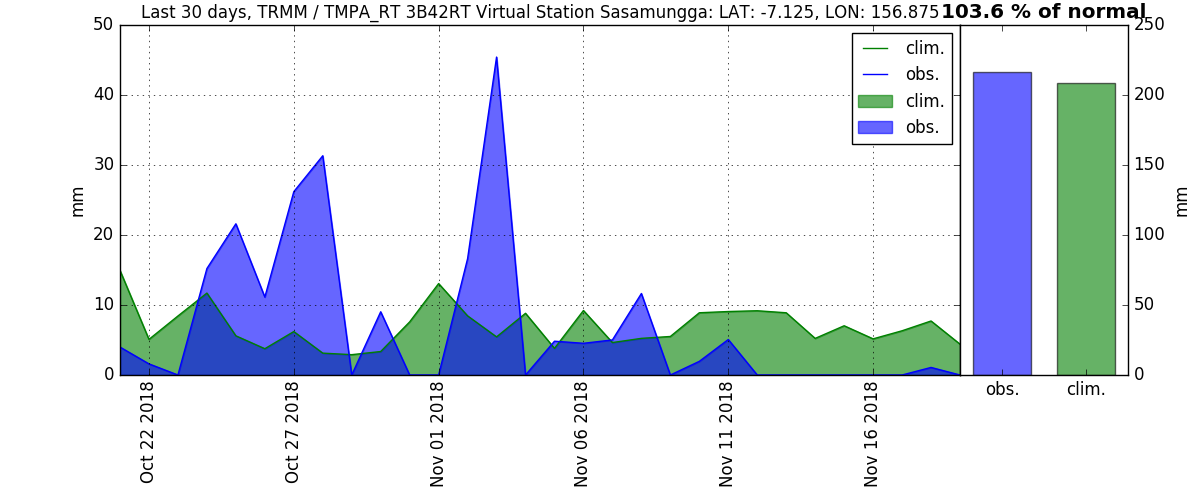 Last 30 days, TRMM / TMPA_RT 3B42RT Virtual Station Sasamungga: LAT: -7.125, LON: 156.875
103.6 % of normal
50
40
30
20
10
0
mm
clim.
obs.
clim.
obs.
Oct 22 2018
Oct 27 2018
Nov 01 2018
Nov 06 2018
Nov 11 2018
Nov 16 2018
250
200
150
100
50
0
mm
obs.
clim.